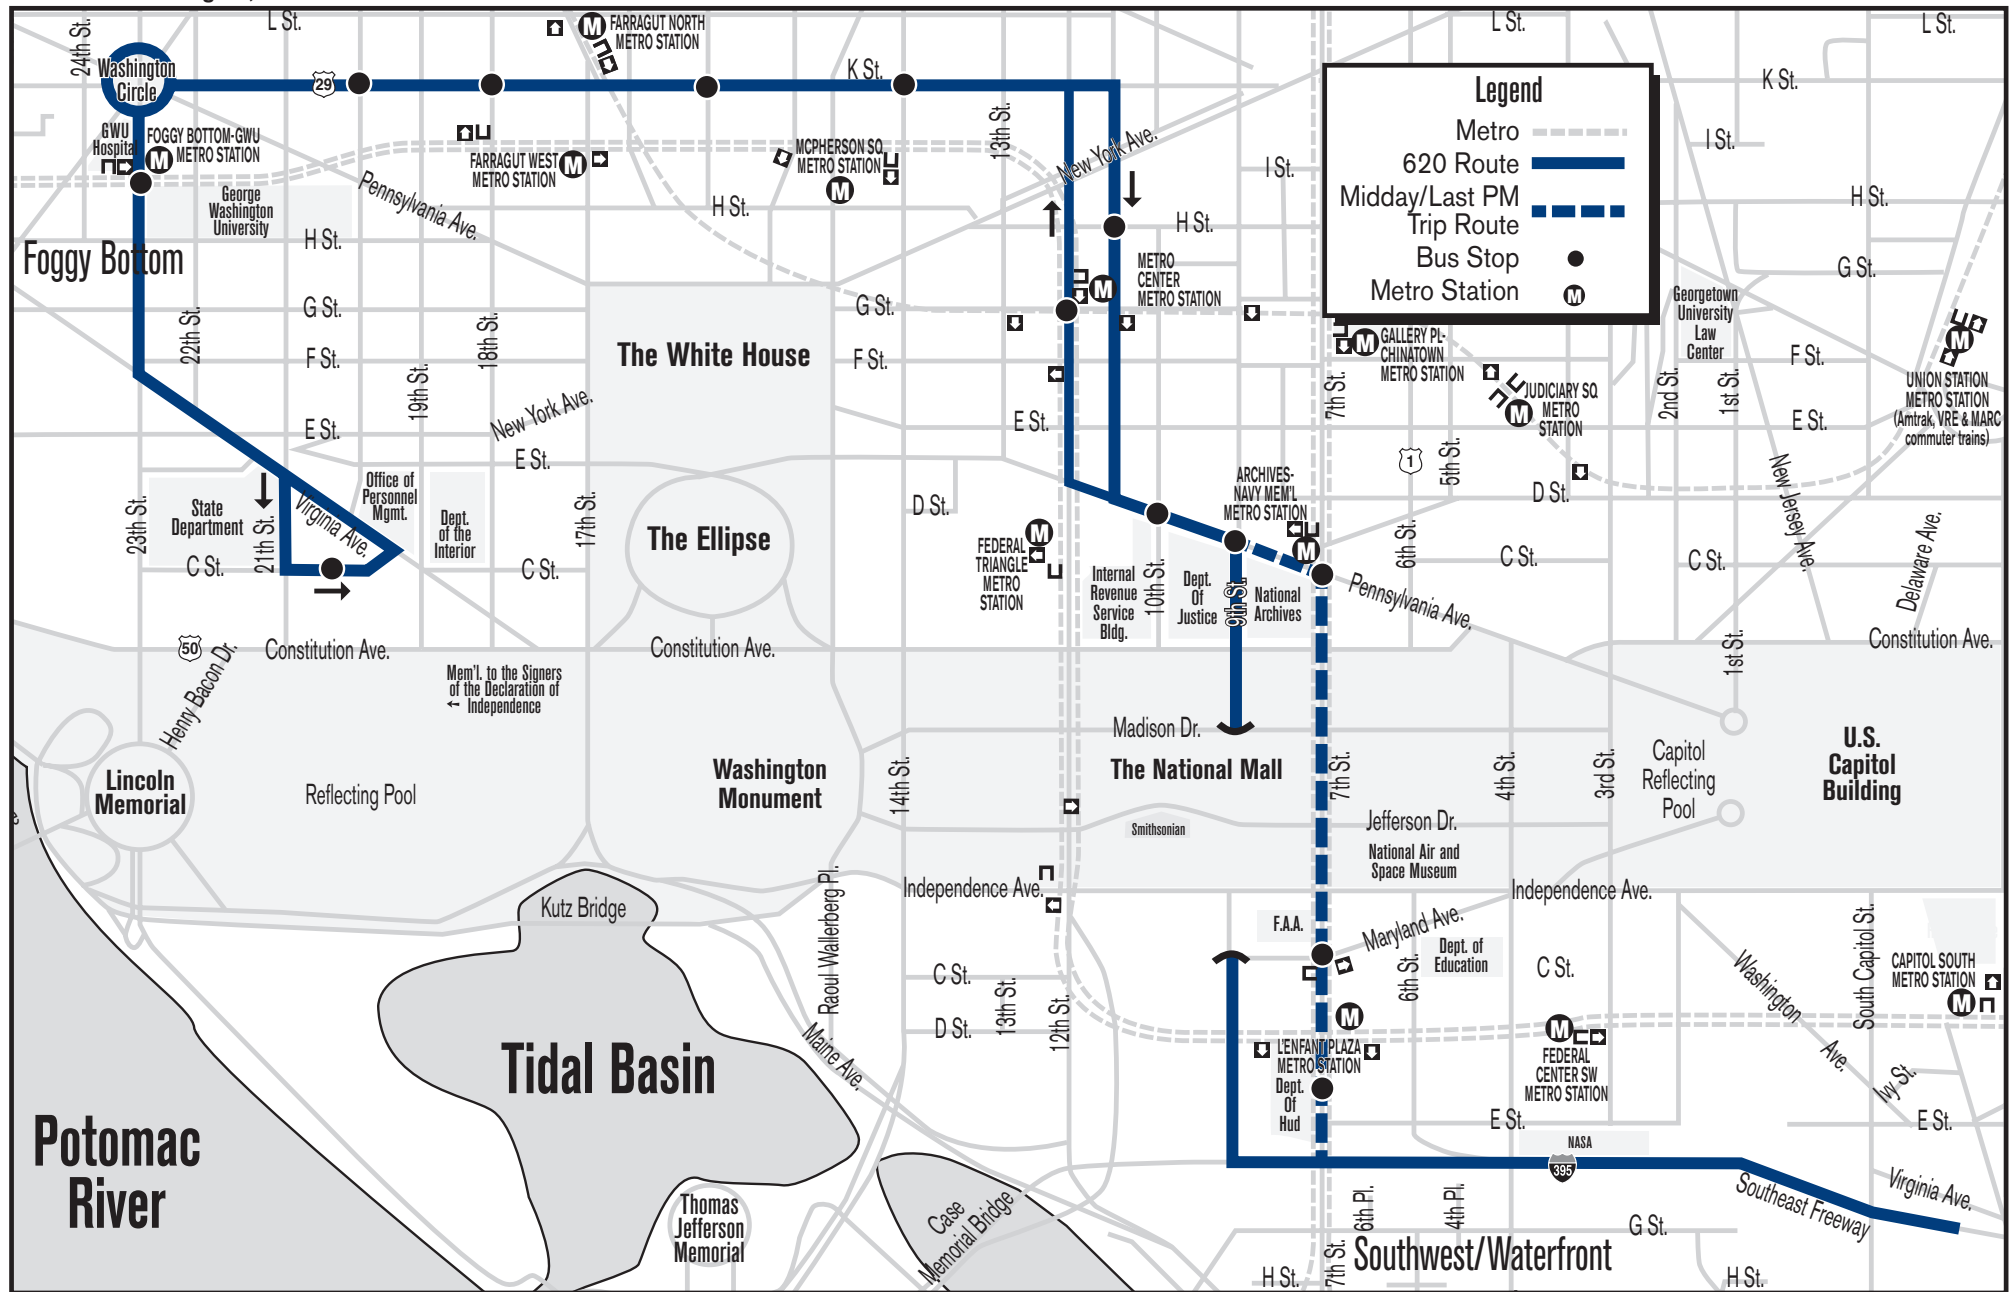 24th St.
L St.
FARRAGUT NORTH
METRO STATION
L St.
L St.
Washington
Circle
29
K St.
K St.
Legend
Metro
620 Route
Midday/Last PM
Trip Route
Bus Stop
Metro Station
GWU
Hospital
FOGGY BOTTOM-GWU
METRO STATION
M
FARRAGUT WEST
METRO STATION
M
MCPHERSON SQ
METRO STATION
M
13th St.
New York Ave.
I St.
I St.
George
Washington
University
Pennsylvania Ave.
H St.
H St.
H St.
H St.
Foggy Bottom
METRO
CENTER
METRO STATION
M
G St.
G St.
G St.
Georgetown
University
Law
Center
22th St.
18th St.
F St.
The White House
F St.
GALLERY PL-
CHINATOWN
METRO STATION
M
7th St.
F St.
19th St.
New York Ave.
JUDICIARY SQ
METRO
STATION
M
2nd St.
1st St.
UNION STATION
METRO STATION
(Amtrak, VRE & MARC
commuter trains)
M
E St.
E St.
E St.
E St.
1
5th St.
New Jersey Ave.
23th St.
State
Department
21th St.
Virginia Ave.
Office of
Personnel
Mgmt.
Dept.
of the
Interior
17th St.
The Ellipse
D St.
ARCHIVES-
NAVY MEM'L
METRO STATION
M
D St.
FEDERAL
TRIANGLE
METRO
STATION
M
C St.
C St.
Internal
Revenue
Service
Bldg.
10th St.
Dept.
Of
Justice
9th St.
National
Archives
6th St.
C St.
C St.
Pennsylvania Ave.
Delaware Ave.
50
Henry Bacon Dr.
Constitution Ave.
Constitution Ave.
1st St.
Constitution Ave.
Mem'l. to the Signers
of the Declaration of
Independence
Madison Dr.
Lincoln
Memorial
Reflecting Pool
Washington
Monument
14th St.
The National Mall
7th St.
4th St.
3rd St.
Capitol
Reflecting
Pool
U.S.
Capitol
Building
Smithsonian
Jefferson Dr.
National Air and
Space Museum
Raoul Wallerberg Pl.
Independence Ave.
Independence Ave.
Kutz Bridge
F.A.A.
Maryland Ave.
Dept. of
Education
6th St.
C St.
C St.
Washington
Ave.
South Capitol St.
CAPITOL SOUTH
METRO STATION
M
13th St.
12th St.
D St.
Maine Ave.
M
L'ENFANT PLAZA
METRO STATION
Dept.
Of
Hud
M
FEDERAL
CENTER SW
METRO STATION
Tidal Basin
Ivy St.
E St.
E St.
NASA
Potomac
River
395
Thomas
Jefferson
Memorial
Case
Memorial Bridge
6th Pl.
4th Pl.
Southeast Freeway
Virginia Ave.
G St.
Southwest/Waterfront
7th St.
H St.
H St.